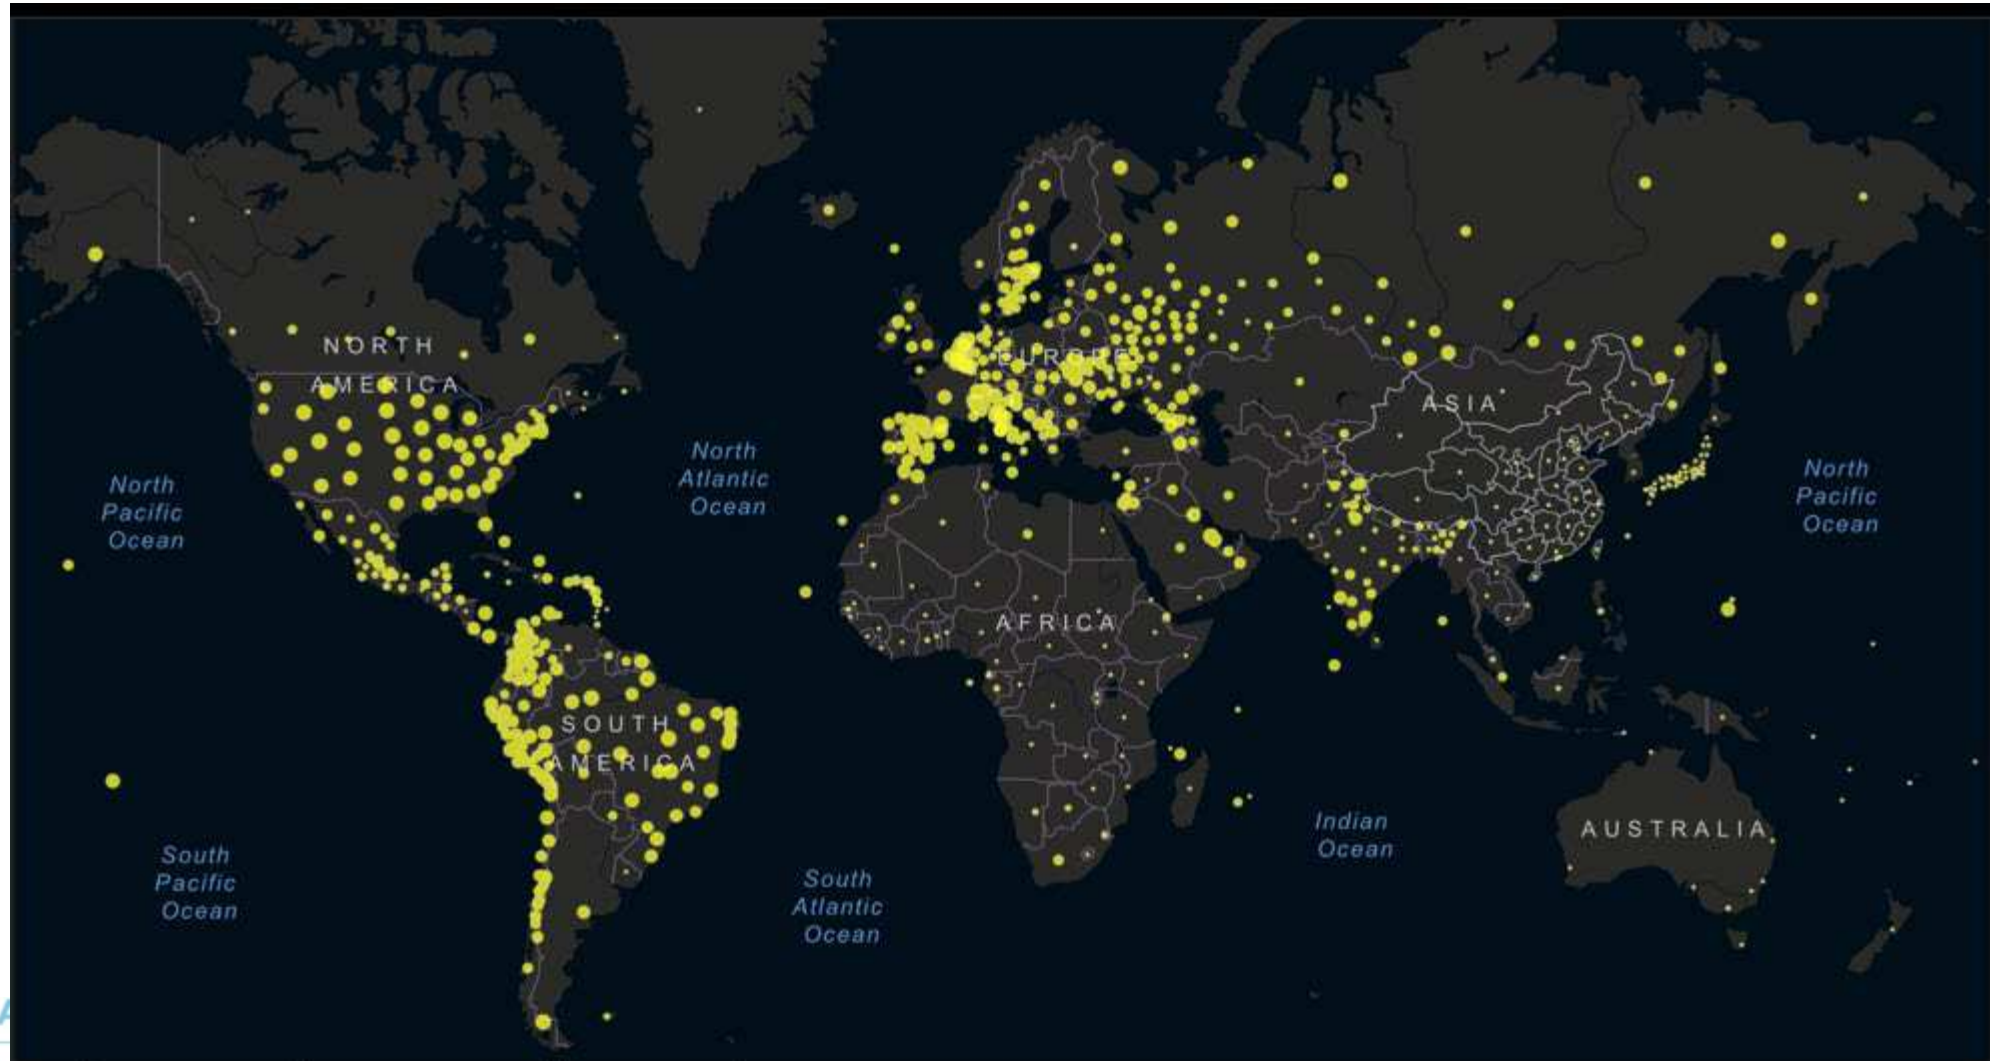 NORTH
AMERICA
EUROPE
ASIA
North
Atlantic
Ocean
North
Pacific
Ocean
North
Pacific
Ocean
AFRICA
SOUTH
AMERICA
Indian
Ocean
AUSTRALIA
South
Pacific
Ocean
South
Atlantic
Ocean